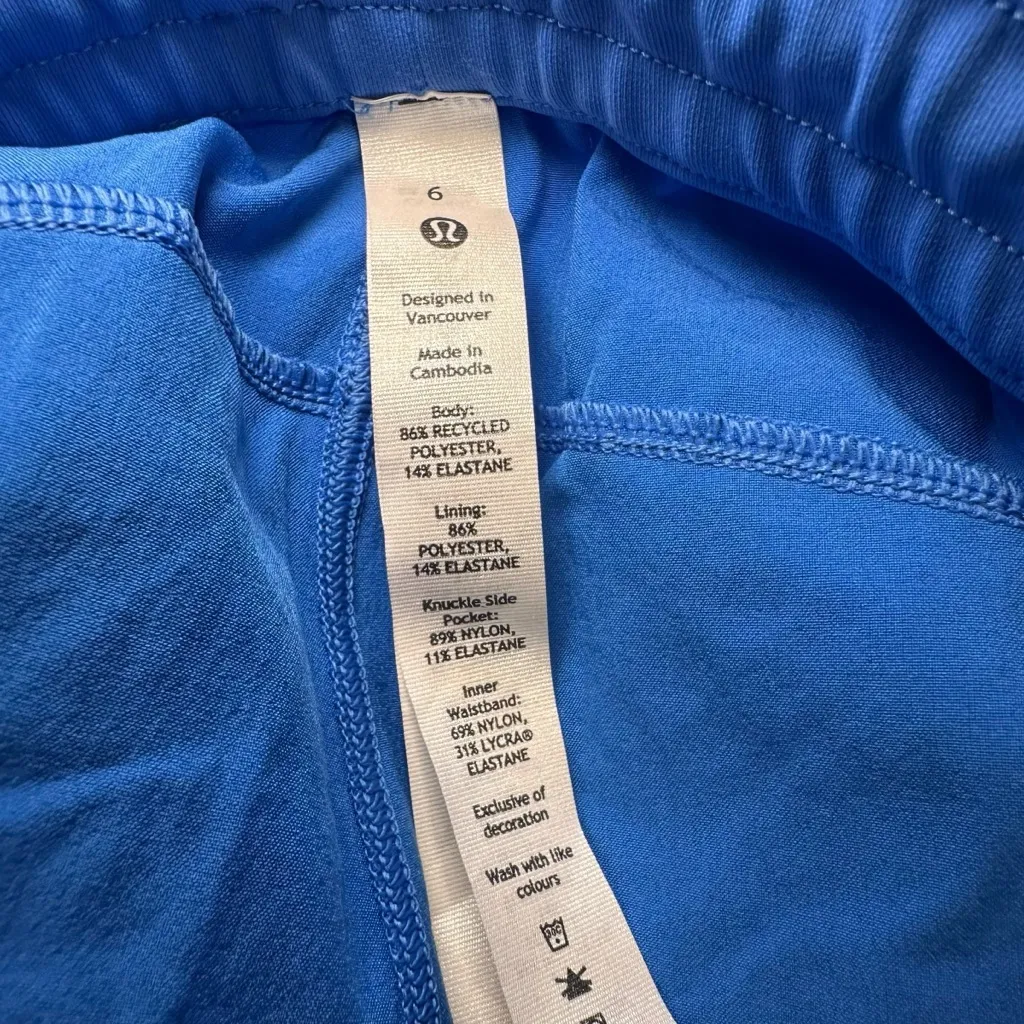 6
Designed in
Vancouver
Made in
Cambodia
Body:
86% RECYCLED
POLYESTER,
14% ELASTANE
Lining:
86%
POLYESTER,
14% ELASTANE
Knuckle Side
Pocket:
89% NYLON,
11% ELASTANE
Inner
Waistband:
69% NYLON,
31% LYCRA®
ELASTANE
Exclusive of
decoration
Wash with like
colours
30C